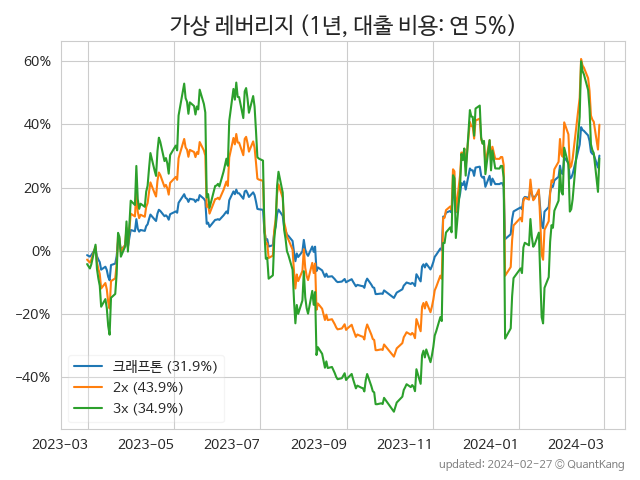 가상 레버리지 (1년, 대출 비용: 연 5%)
60%
40%
20%
0%
−20%
−40%
크래프톤 (31.9%)
2x (43.9%)
3x (34.9%)
2023-03 2023-05 2023-07 2023-09 2023-11 2024-01 2024-03
updated: 2024-02-27 © QuantKang